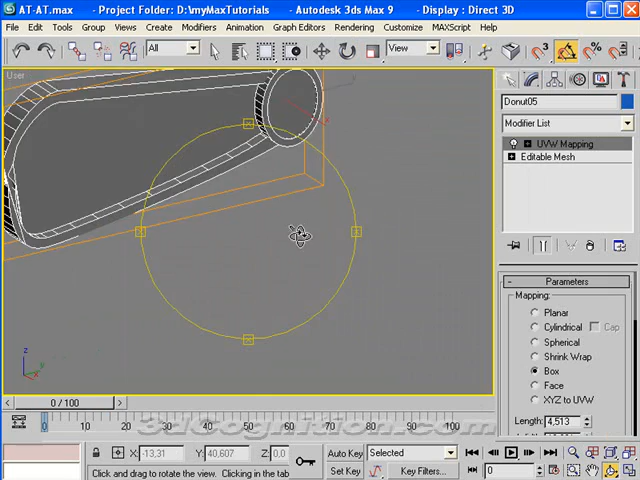 AT-AT.max - Project Folder: D:\myMaxTutorials - Autodesk 3ds Max 9 - Display : Direct 3D
File Edit Tools Group Views Create Modifiers Animation Graph Editors Rendering Customize MAXScript Help
All View
User
Donut05
Modifier List
UVW Mapping
Editable Mesh
Parameters
Mapping:
Planar
Cylindrical Cap
Spherical
Shrink Wrap
Box
Face
XYZ to UVW
Length: 4,513
z
x
0 / 100
0 10 20 30 40 50 60 70 80 90 100
3dCognition.com
X: -13,31 Y: 40,607 Z: 0,0
Auto Key Selected
Set Key Key Filters...
0
Click and drag to rotate the view. Clicking in the tab